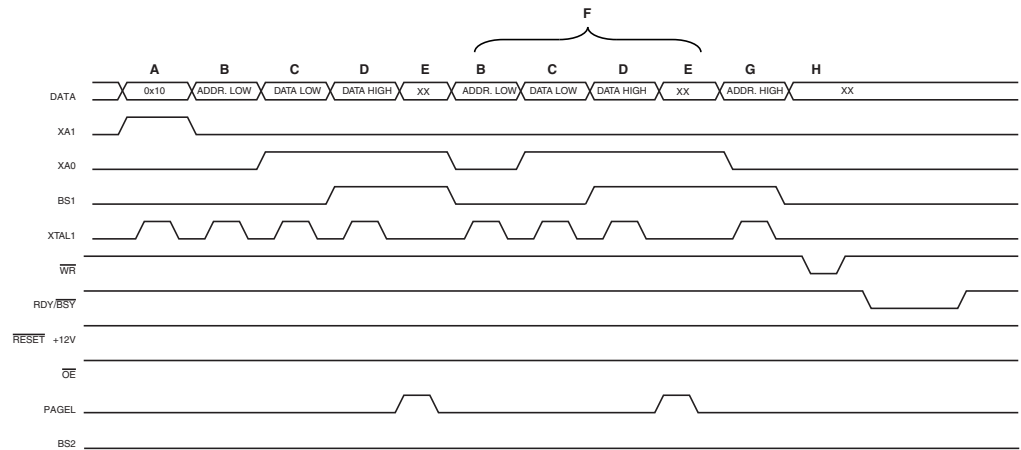 F
A B C D E B C D E G H
DATA 0x10 ADDR. LOW DATA LOW DATA HIGH XX ADDR. LOW DATA LOW DATA HIGH XX ADDR. HIGH XX
XA1
XA0
BS1
XTAL1
WR
RDY/BSY
RESET +12V
OE
PAGEL
BS2